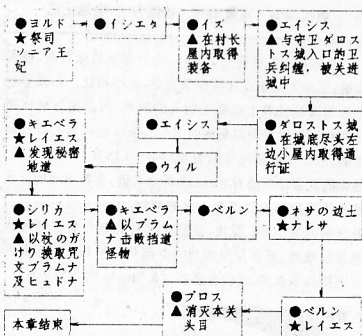 ●ヨルド
★祭司
ソニア王
妃
●イシエタ
●イズ
▲在村长
屋内取得
装备
●エイシス
▲与守卫ダロス
トス城入口的卫
兵纠缠，被关进
城中
●ダロストス城
▲在城底尽头左
边小屋内取得通
行证
●エイシス
●ウイル
●キエベラ
★レイエス
▲发现秘密
地道
●シリカ
★レイエス
▲以杖のが
けり换取咒
文ブラムナ
及ヒュドナ
●キエベラ
▲以ブラム
ナ击败挡道
怪物
●ベルン
●ネサの边土
★ナレサ
●ベルン
★レイエス
●プロス
▲消灭本关
头目
本章结束